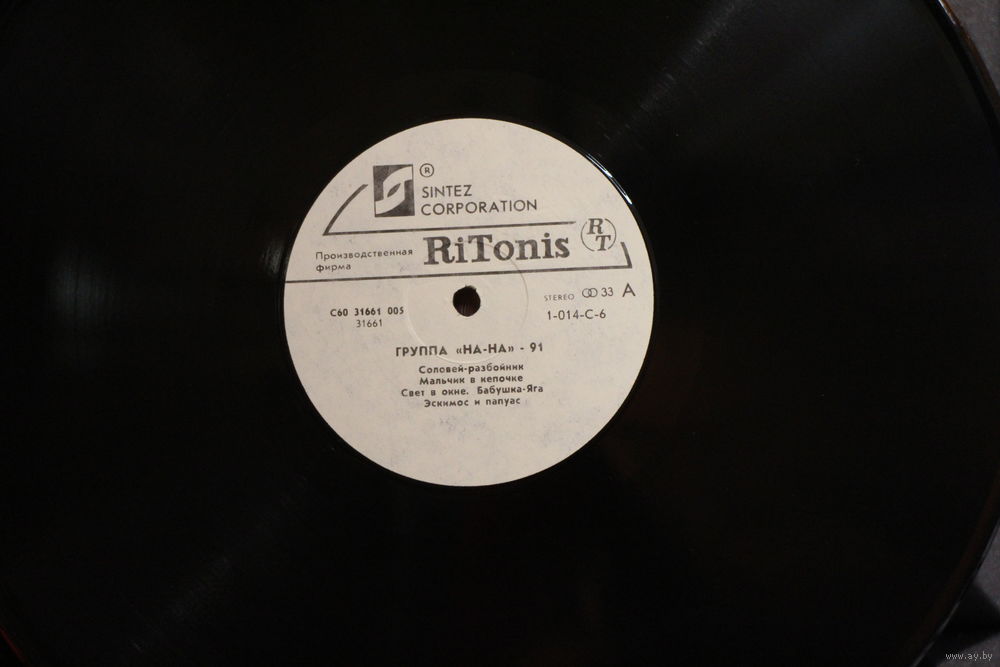 ®
SINTEZ
CORPORATION
Производственная
фирма
RiTonis
RT
С60 31661 005
31661
STEREO 33 A
1-014-C-6
ГРУППА «НА-НА» - 91
Соловей-разбойник
Мальчик в кепочке
Свет в окне. Бабушка-Яга
Эскимос и папуас
www.ay.by